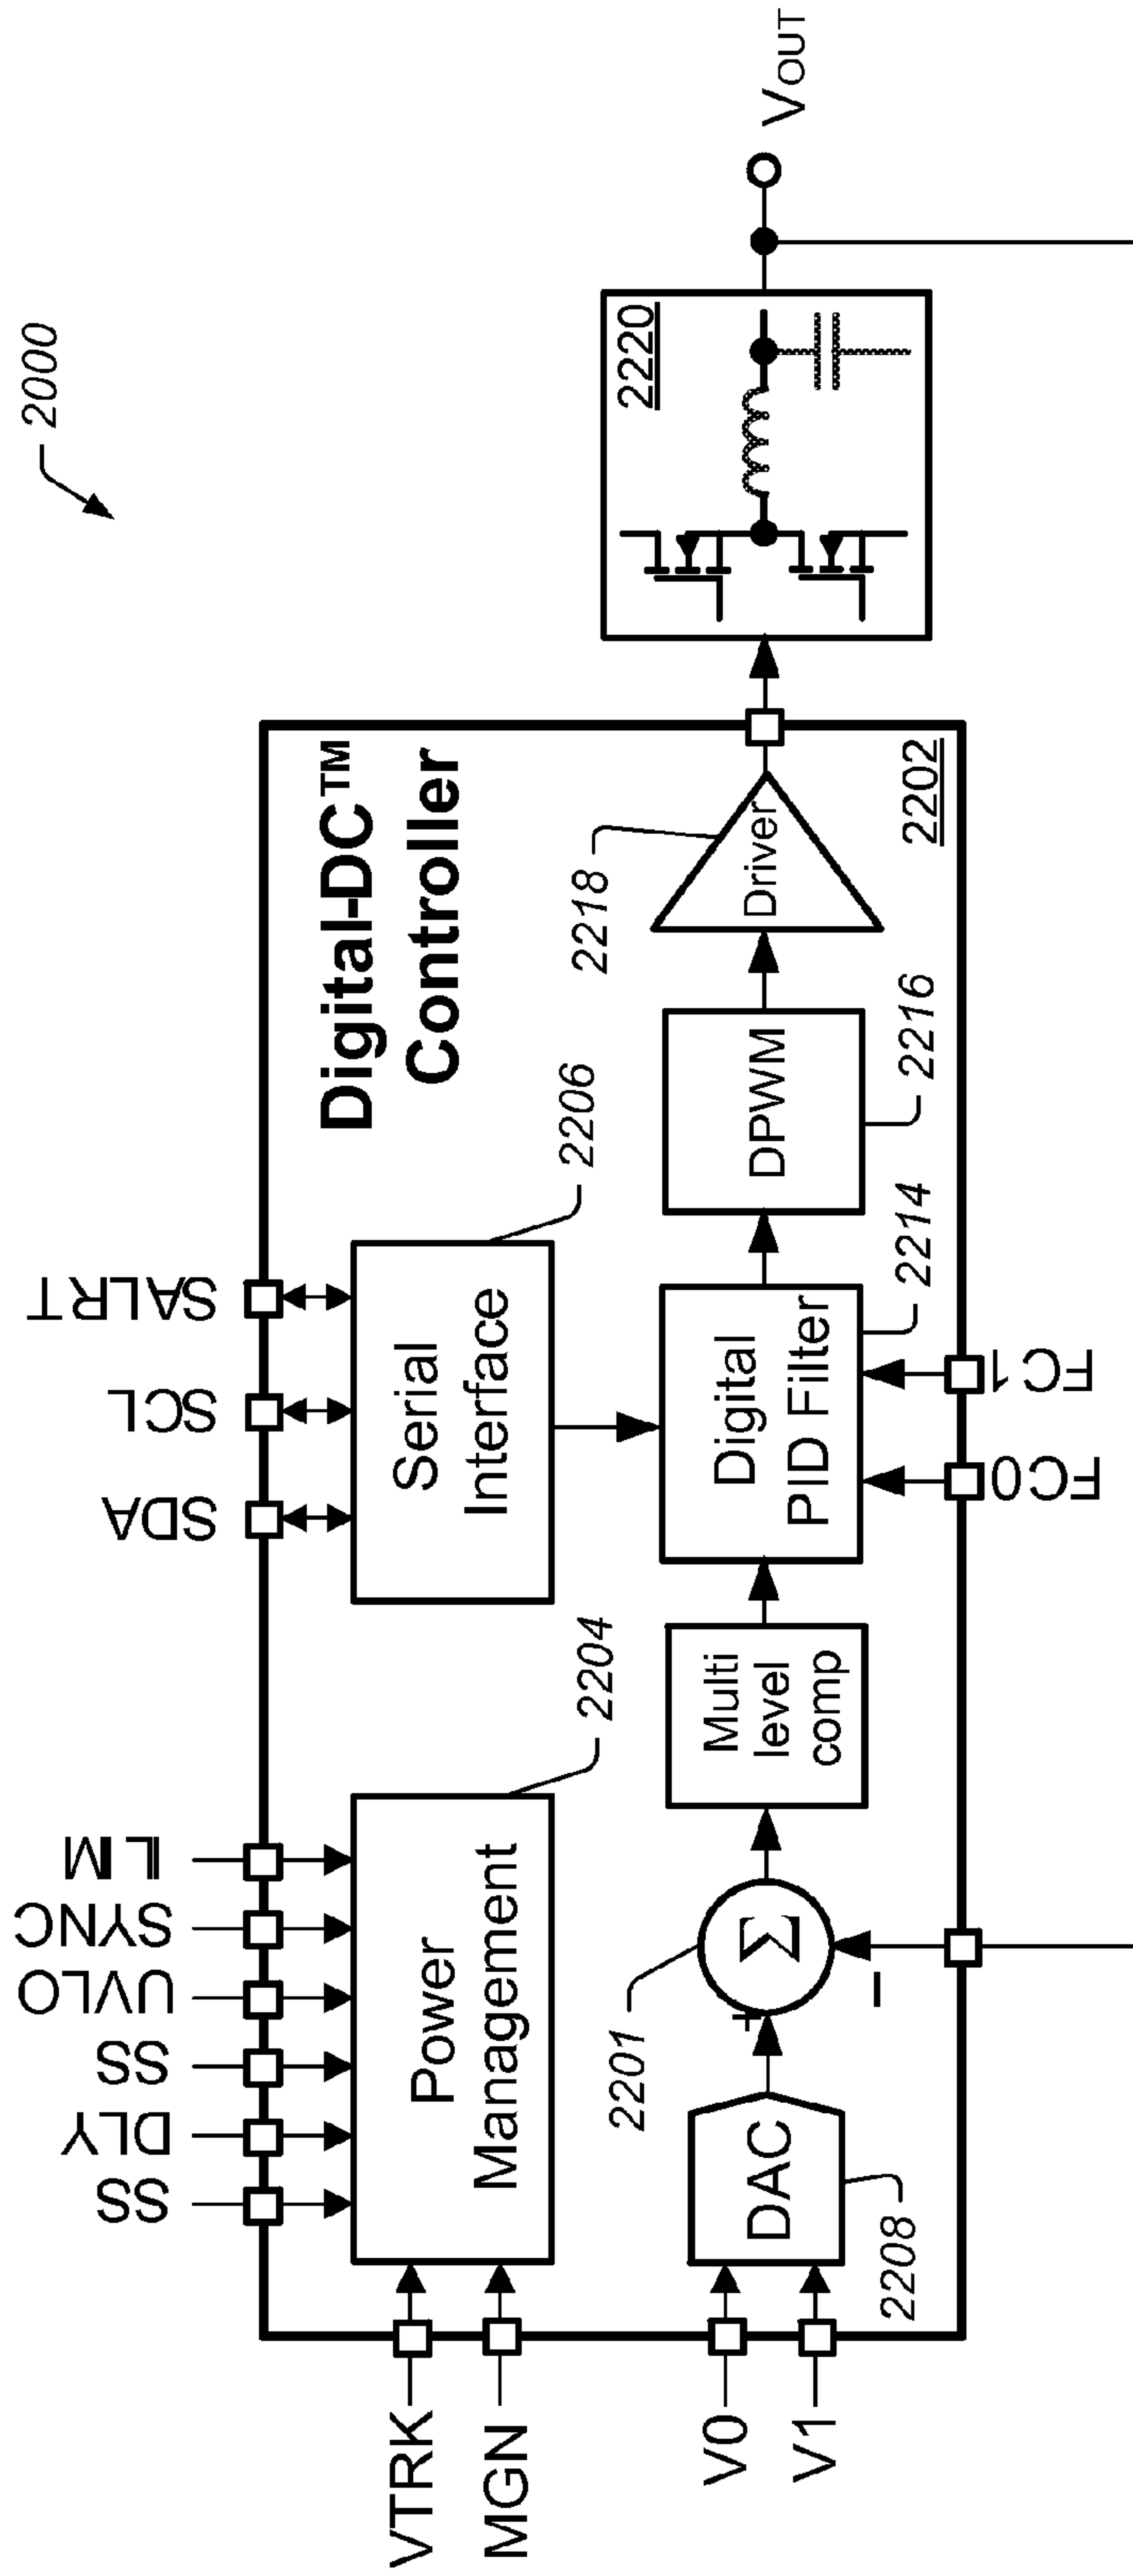 2000
SS
DLY
SS
UVLO
SYNC
ILIM
SDA
SCL
SALRT
Digital-DC™
Controller
VTRK
MGN
Power
Management
2204
Serial
Interface
2206
2220
VOUT
2201
2218
V0
V1
DAC
+
Σ
−
Multi
level
comp
Digital
PID Filter
DPWM
Driver
2208
2214
2216
2202
FC0
FC1